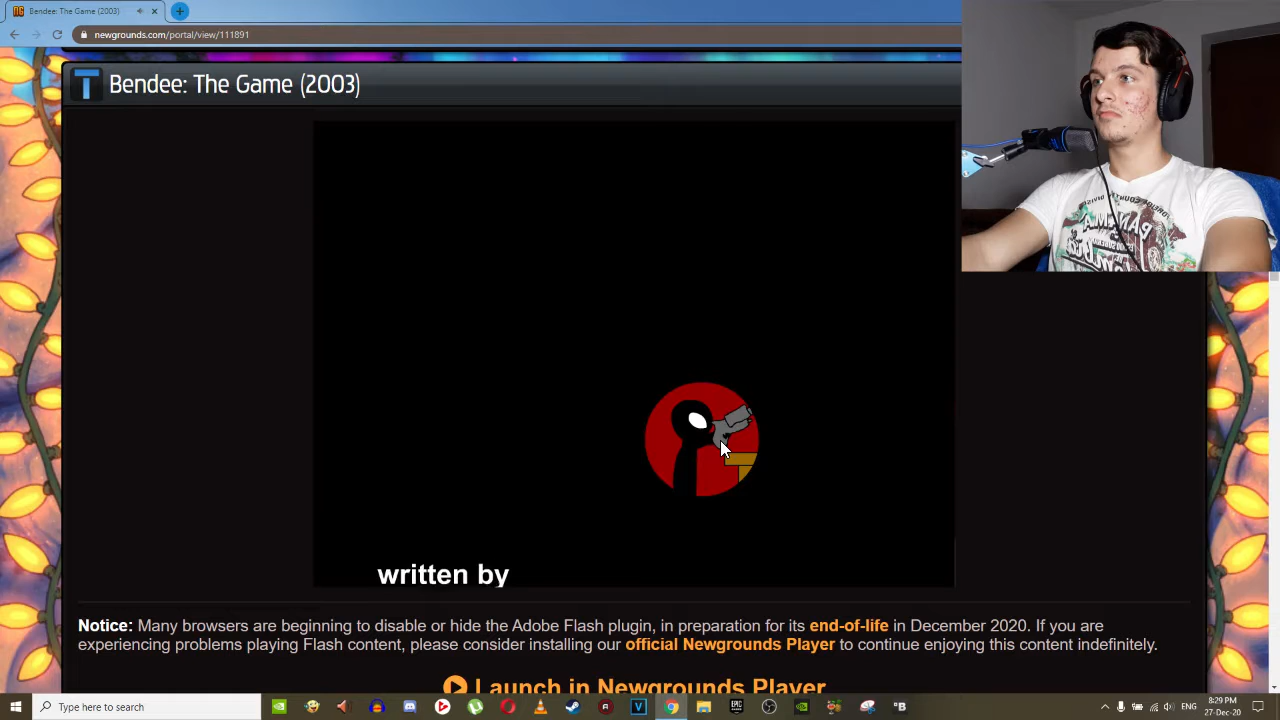 Bendee: The Game (2003)
newgrounds.com/portal/view/111891
Bendee: The Game (2003)
written by
Notice: Many browsers are beginning to disable or hide the Adobe Flash plugin, in preparation for its end-of-life in December 2020. If you are
experiencing problems playing Flash content, please consider installing our official Newgrounds Player to continue enjoying this content indefinitely.
Launch in Newgrounds Player
Type here to search
ENG
8:29 PM
27-Dec-20